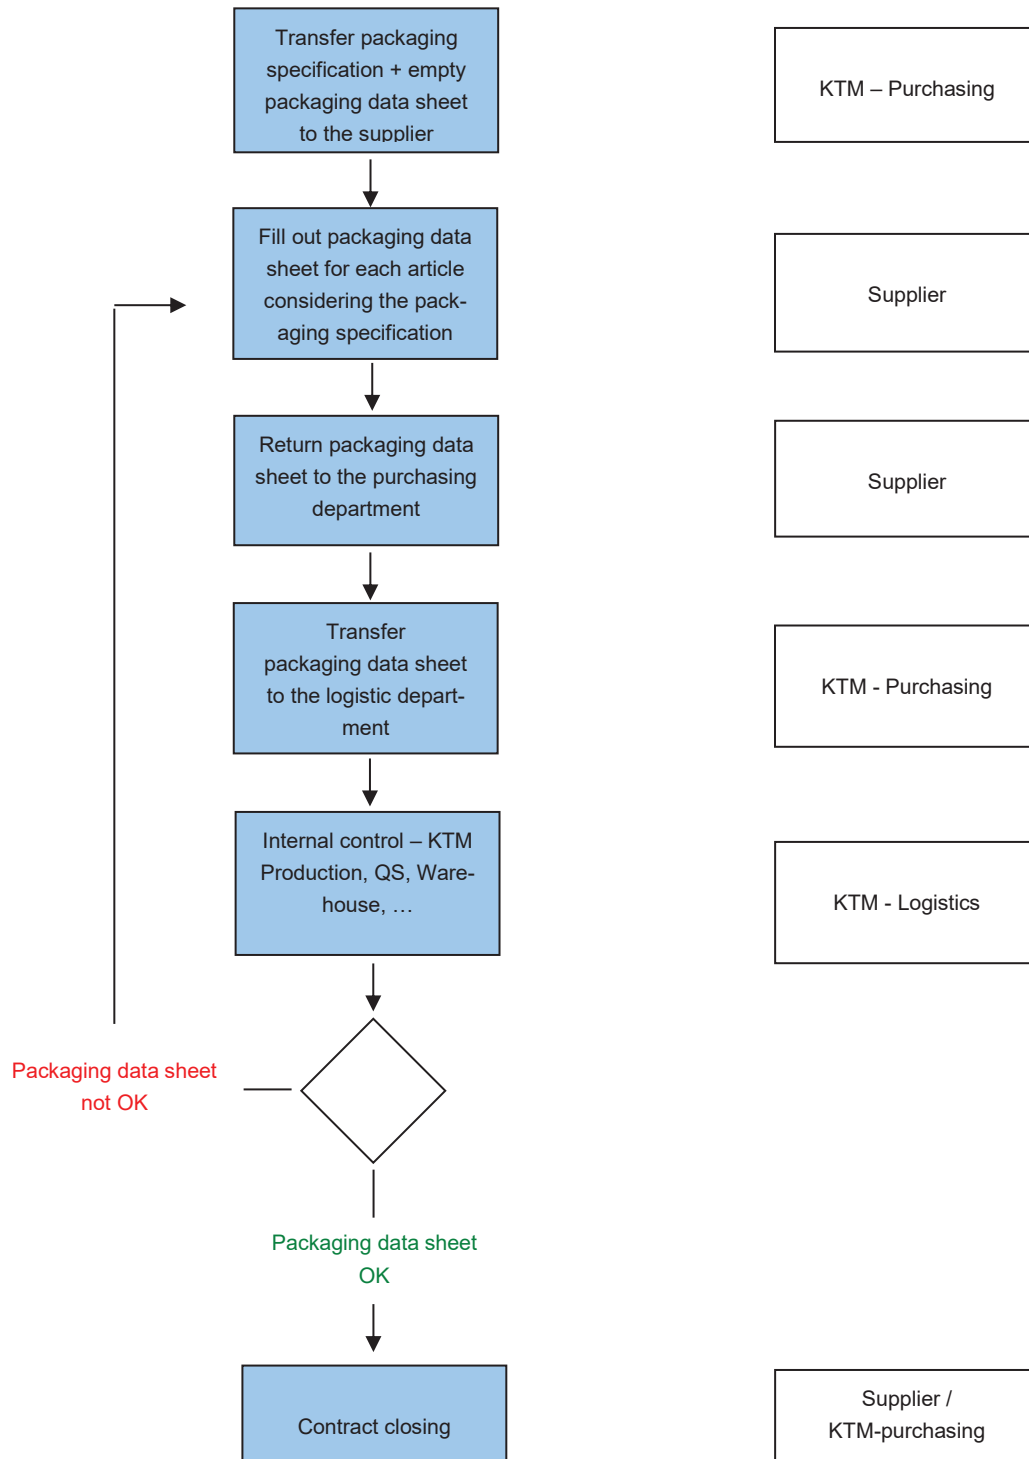 Transfer packaging
specification + empty
packaging data sheet
to the supplier
KTM – Purchasing
Fill out packaging data
sheet for each article
considering the pack-
aging specification
Supplier
Return packaging data
sheet to the purchasing
department
Supplier
Transfer
packaging data sheet
to the logistic depart-
ment
KTM - Purchasing
Internal control – KTM
Production, QS, Ware-
house, …
KTM - Logistics
Packaging data sheet
not OK
Packaging data sheet
OK
Contract closing
Supplier /
KTM-purchasing